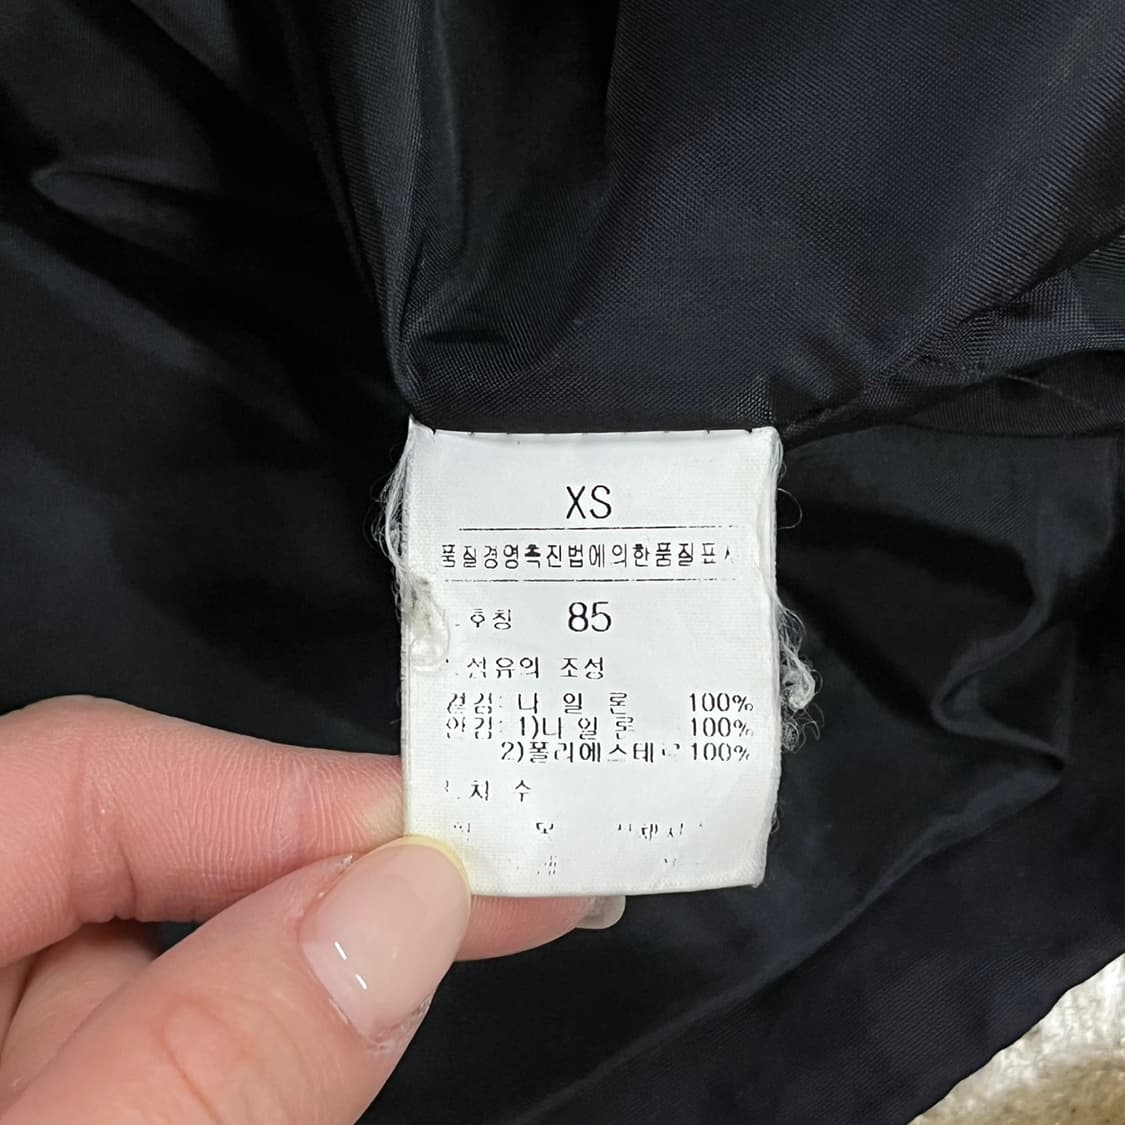 XS
품질경영촉진법에의한품질표시
호칭 85
섬유의 조성
겉감: 나 일 론 100%
안감: 1)나 일 론 100%
2)폴리에스테르 100%
치 수